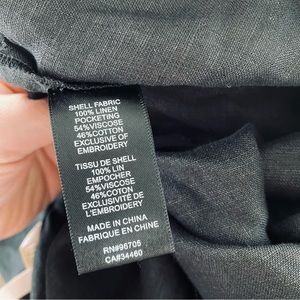 SHELL FABRIC
100% LINEN
POCKETING
54%VISCOSE
46%COTTON
EXCLUSIVE OF
EMBROIDERY
TISSU DE SHELL
100% LIN
EMPOCHER
54%VISCOSE
46%COTON
EXCLUSIVITÉ DE
L'EMBROIDERY
MADE IN CHINA
FABRIQUE EN CHINE
RN#96705
CA#34460